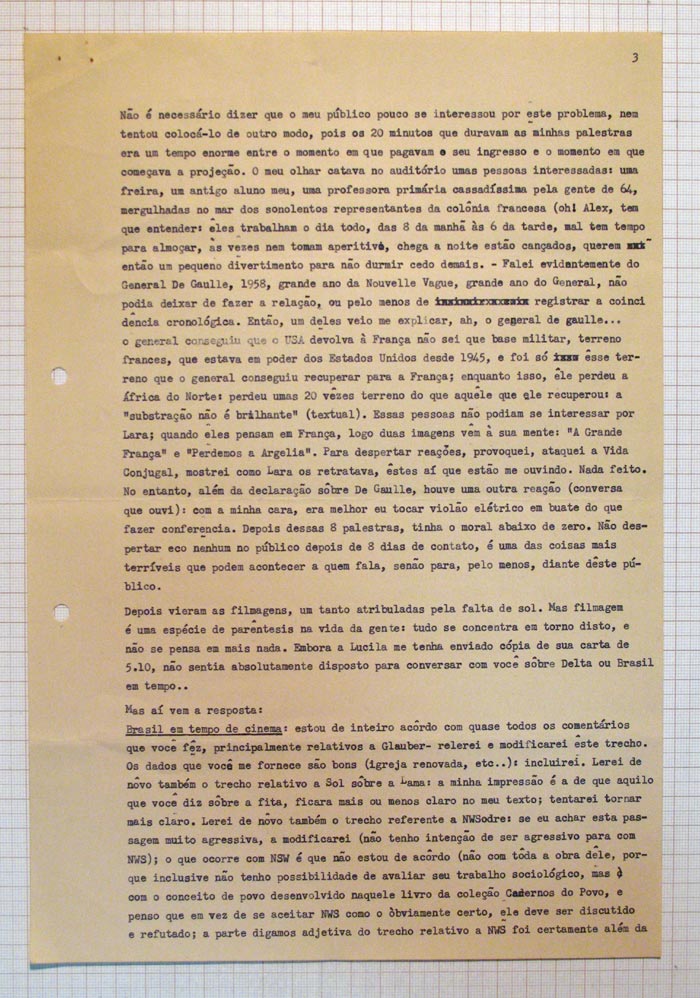 3
Não é necessário dizer que o meu público pouco se interessou por este problema, nem
tentou colocá-lo de outro modo, pois os 20 minutos que duravam as minhas palestras
era um tempo enorme entre o momento em que pagavam o seu ingresso e o momento em que
começava a projeção. O meu olhar catava no auditório umas pessoas interessadas: uma
freira, um antigo aluno meu, uma professora primária cassadíssima pela gente de 64,
mergulhadas no mar dos sonolentos representantes da colônia francesa (oh! Alex, tem
que entender: êles trabalham o dia todo, das 8 da manhã às 6 da tarde, mal tem tempo
para almoçar, às vezes nem tomam aperitivo, chega a noite estão cançados, querem
então um pequeno divertimento para não durmir cedo demais. - Falei evidentemente do
General De Gaulle, 1958, grande ano da Nouvelle Vague, grande ano do General, não
podia deixar de fazer a relação, ou pelo menos de registrar a coinci
dência cronológica. Então, um dêles veio me explicar, ah, o general de gaulle...
o general conseguiu que o USA devolva à França não sei que base militar, terreno
frances, que estava em poder dos Estados Unidos desde 1945, e foi só êsse ter-
reno que o general conseguiu recuperar para a França; enquanto isso, êle perdeu a
África do Norte: perdeu umas 20 vêzes terreno do que aquêle que ele recuperou: a
"substração não é brilhante" (textual). Essas pessoas não podiam se interessar por
Lara; quando êles pensam em França, logo duas imagens vêm à sua mente: "A Grande
França" e "Perdemos a Argelia". Para despertar reações, provoquei, ataquei a Vida
Conjugal, mostrei como Lara os retratava, êstes aí que estão me ouvindo. Nada feito.
No entanto, além da declaração sôbre De Gaulle, houve uma outra reação (conversa
que ouvi): com a minha cara, era melhor eu tocar violão elétrico em buate do que
fazer conferencia. Depois dessas 8 palestras, tinha o moral abaixo de zero. Não des-
pertar eco nenhum no público depois de 8 dias de contato, é uma das coisas mais
terríveis que podem acontecer a quem fala, senão para, pelo menos, diante dêste pú-
blico.
Depois vieram as filmagens, um tanto atribuladas pela falta de sol. Mas filmagem
é uma espécie de parêntesis na vida da gente: tudo se concentra em torno disto, e
não se pensa em mais nada. Embora a Lucila me tenha enviado cópia de sua carta de
5.10, não sentia absolutamente disposto para conversar com você sôbre Delta ou Brasil
em tempo..
Mas aí vem a resposta:
Brasil em tempo de cinema: estou de inteiro acôrdo com quase todos os comentários
que você fêz, principalmente relativos a Glauber- relerei e modificarei êste trecho.
Os dados que você me fornece são bons (igreja renovada, etc..): incluirei. Lerei de
nôvo também o trecho relativo a Sol sôbre a Lama: a minha impressão é a de que aquilo
que você diz sôbre a fita, ficara mais ou menos claro no meu texto; tentarei tornar
mais claro. Lerei de nôvo também o trecho referente a NWSodre: se eu achar esta pas-
sagem muito agressiva, a modificarei (não tenho intenção de ser agressivo para com
NWS); o que ocorre com NSW é que não estou de acôrdo (não com tôda a obra dêle, por-
que inclusive não tenho possibilidade de avaliar seu trabalho sociológico, mas
com o conceito de povo desenvolvido naquele livro da coleção Cadernos do Povo, e
penso que em vez de se aceitar NWS como o òbviamente certo, ele deve ser discutido
e refutado; a parte digamos adjetiva do trecho relativo a NWS foi certamente além da